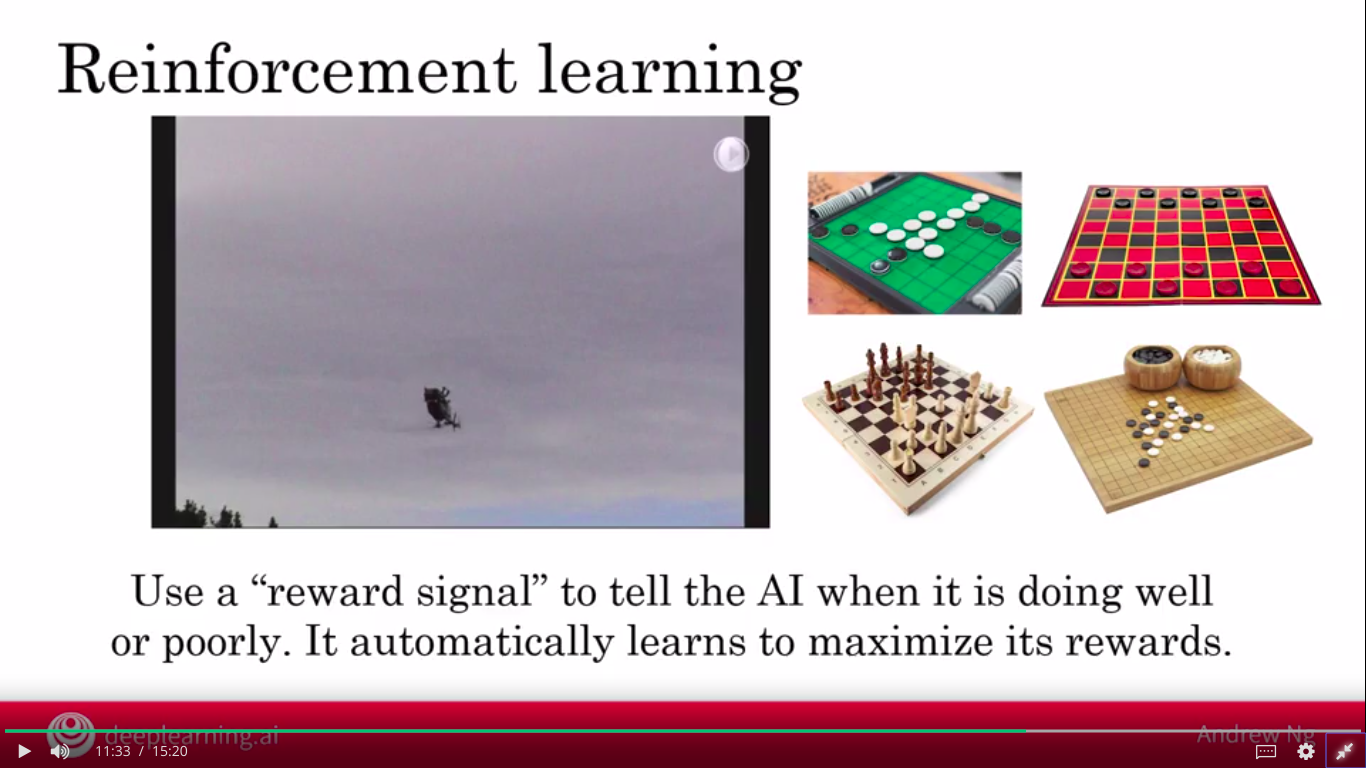 Reinforcement learning
Use a “reward signal” to tell the AI when it is doing well
or poorly. It automatically learns to maximize its rewards.
deeplearning.ai
Andrew Ng
11:33 / 15:20